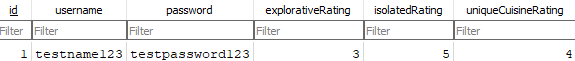 id username password explorativeRating isolatedRating uniqueCuisineRating
Filter Filter Filter Filter Filter Filter
1 testname123 testpassword123 3 5 4